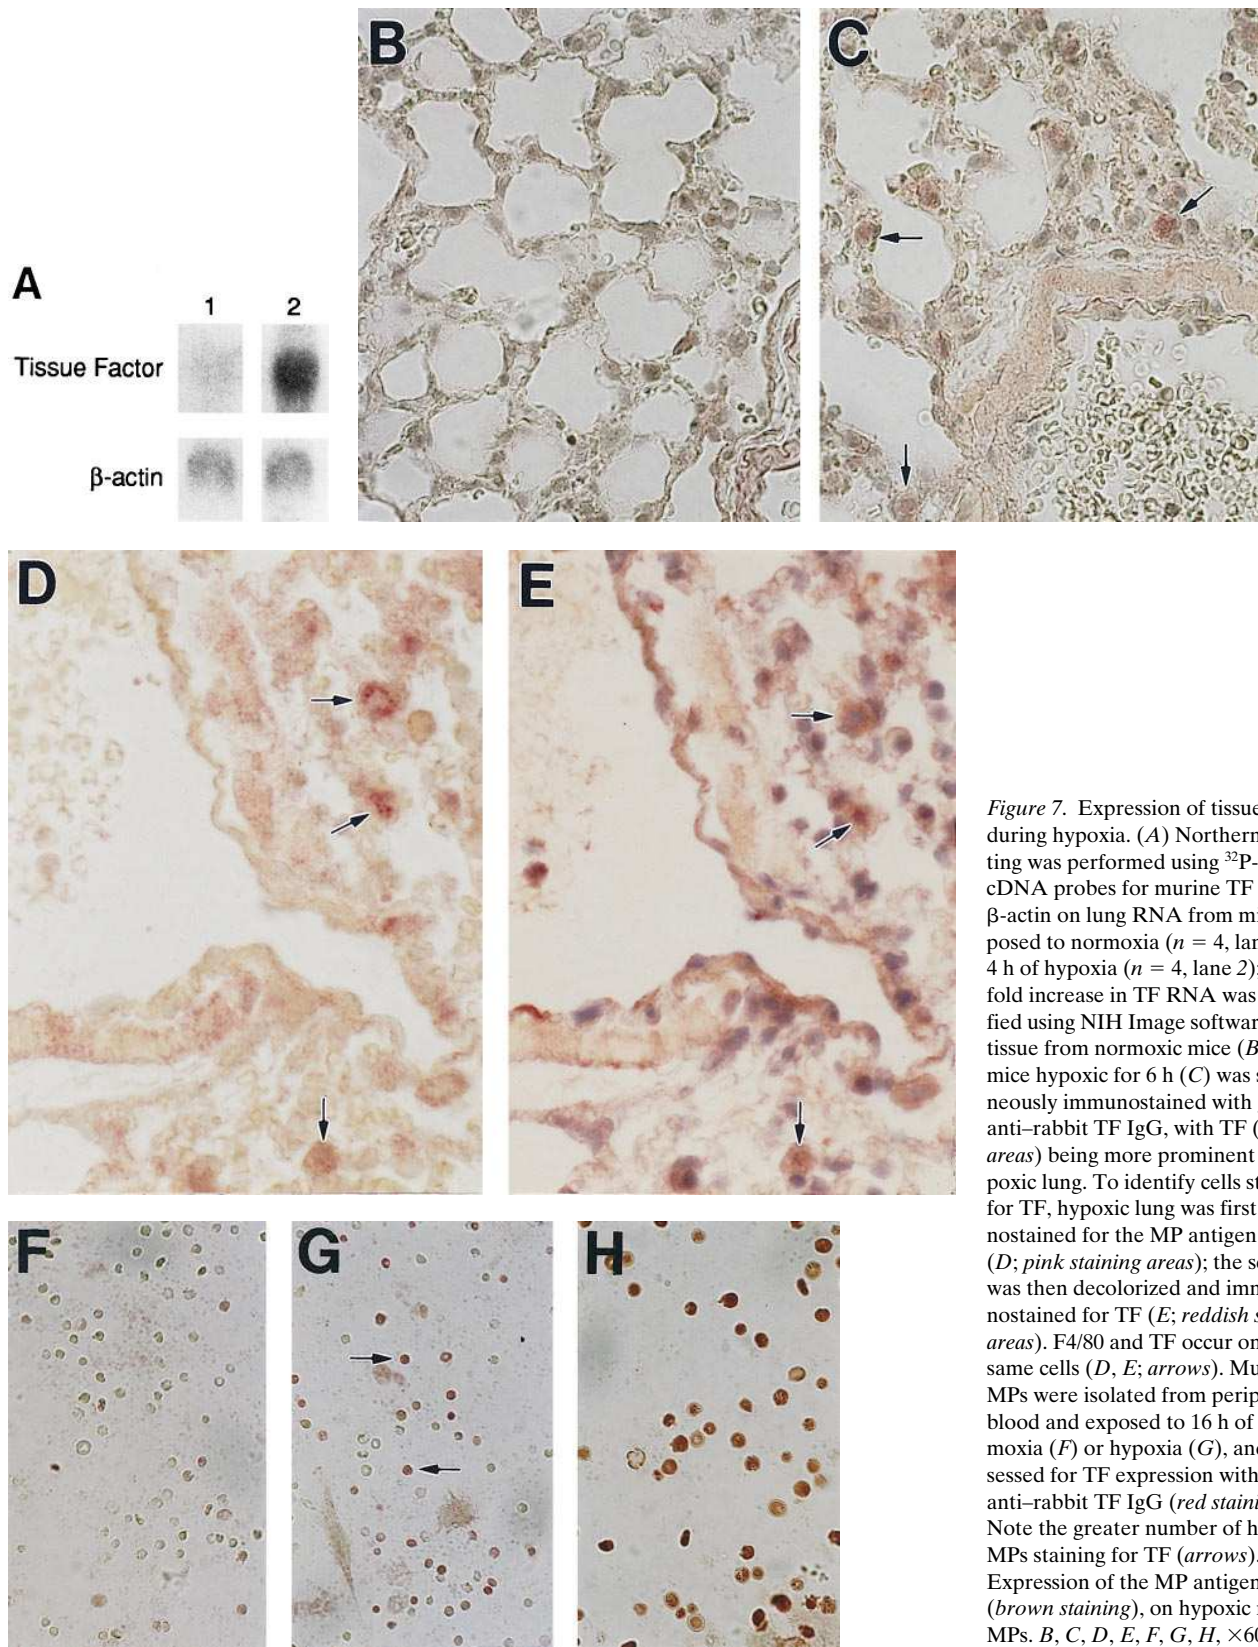 A
1 2
Tissue Factor
β-actin
B
C
D
E
F
G
H
Figure 7. Expression of tissue
during hypoxia. (A) Northern
ting was performed using ³²P-
cDNA probes for murine TF
β-actin on lung RNA from mi
posed to normoxia (n = 4, lan
4 h of hypoxia (n = 4, lane 2);
fold increase in TF RNA was
fied using NIH Image softwar
tissue from normoxic mice (B
mice hypoxic for 6 h (C) was s
neously immunostained with
anti–rabbit TF IgG, with TF (
areas) being more prominent
poxic lung. To identify cells st
for TF, hypoxic lung was first
nostained for the MP antigen
(D; pink staining areas); the se
was then decolorized and imm
nostained for TF (E; reddish s
areas). F4/80 and TF occur on
same cells (D, E; arrows). Mu
MPs were isolated from perip
blood and exposed to 16 h of
moxia (F) or hypoxia (G), and
sessed for TF expression with
anti–rabbit TF IgG (red staini
Note the greater number of h
MPs staining for TF (arrows).
Expression of the MP antigen
(brown staining), on hypoxic
MPs. B, C, D, E, F, G, H, ×60